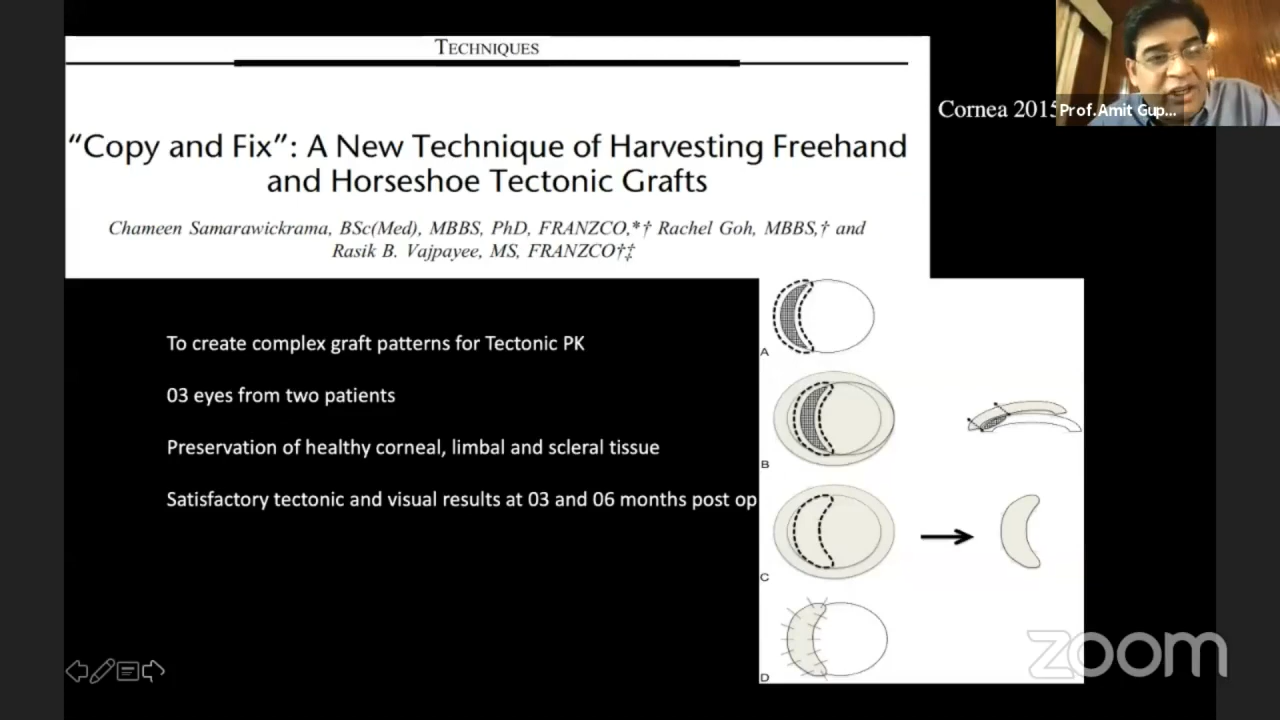 TECHNIQUES
Cornea 2015
Prof.Amit Gup...
“Copy and Fix”: A New Technique of Harvesting Freehand
and Horseshoe Tectonic Grafts
Chameen Samarawickrama, BSc(Med), MBBS, PhD, FRANZCO,*† Rachel Goh, MBBS,† and
Rasik B. Vajpayee, MS, FRANZCO†‡
To create complex graft patterns for Tectonic PK
03 eyes from two patients
Preservation of healthy corneal, limbal and scleral tissue
Satisfactory tectonic and visual results at 03 and 06 months post op
A
B
C
D
zoom